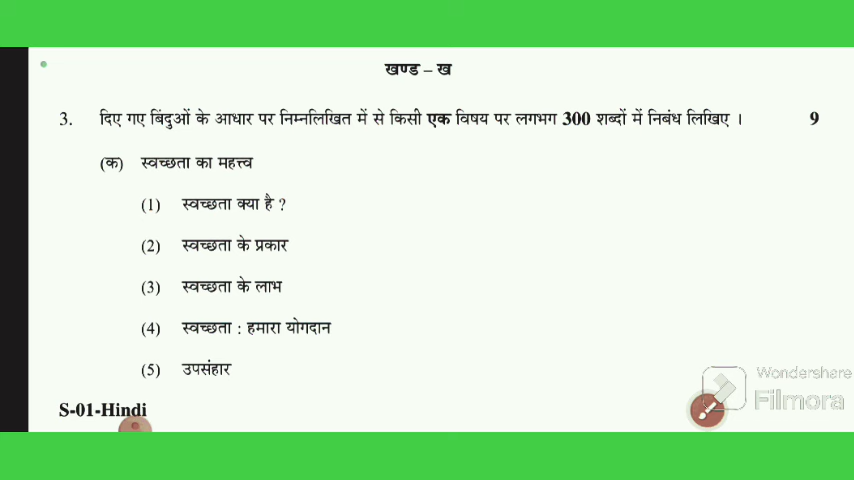 खण्ड – ख
3. दिए गए बिंदुओं के आधार पर निम्नलिखित में से किसी एक विषय पर लगभग 300 शब्दों में निबंध लिखिए । 9
(क) स्वच्छता का महत्त्व
(1) स्वच्छता क्या है ?
(2) स्वच्छता के प्रकार
(3) स्वच्छता के लाभ
(4) स्वच्छता : हमारा योगदान
(5) उपसंहार
S-01-Hindi
Wondershare
Filmora